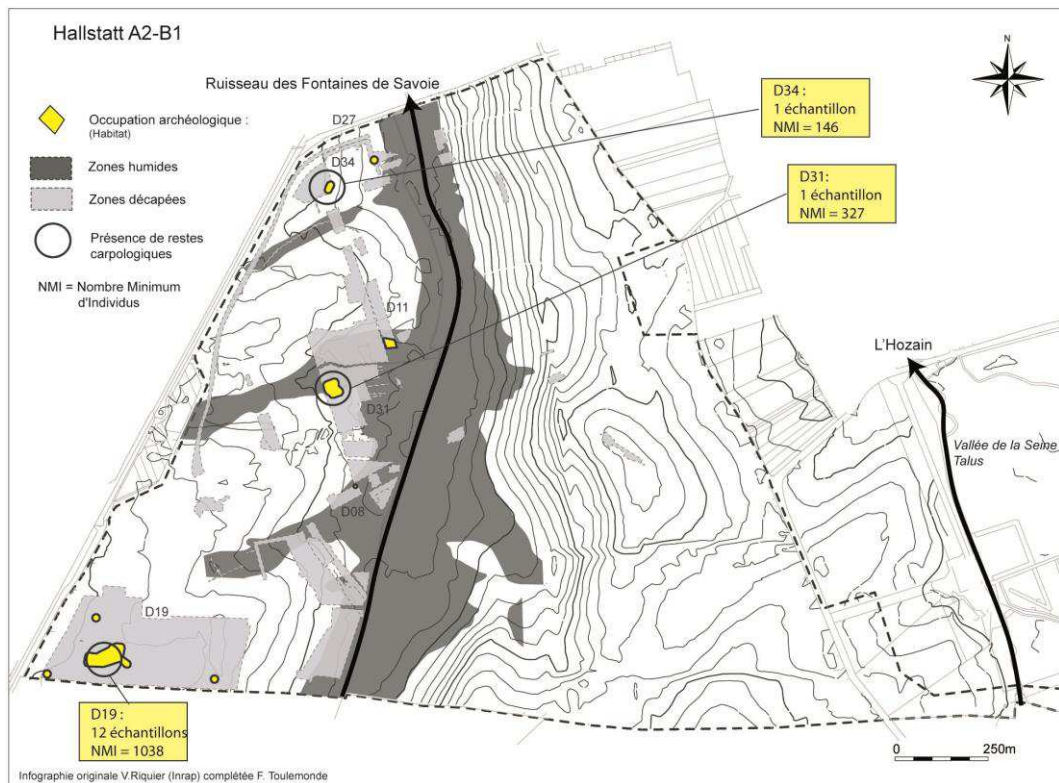 Hallstatt A2-B1
N
Ruisseau des Fontaines de Savoie
D34 :
1 échantillon
NMI = 146
Occupation archéologique :
(Habitat)
D27
D34
Zones humides
D31:
1 échantillon
NMI = 327
Zones décapées
Présence de restes
carpologiques
NMI = Nombre Minimum
d'Individus
D11
L'Hozain
D31
Vallée de la Seine
Talus
D08
D19
D19 :
12 échantillons
NMI = 1038
0 250m
Infographie originale V.Riquier (Inrap) complétée F. Toulemonde